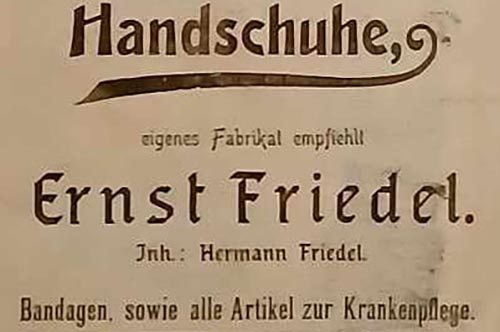 Handschuhe,
eigenes Fabrikat empfiehlt
Ernst Friedel.
Inh.: Hermann Friedel.
Bandagen, sowie alle Artikel zur Krankenpflege.